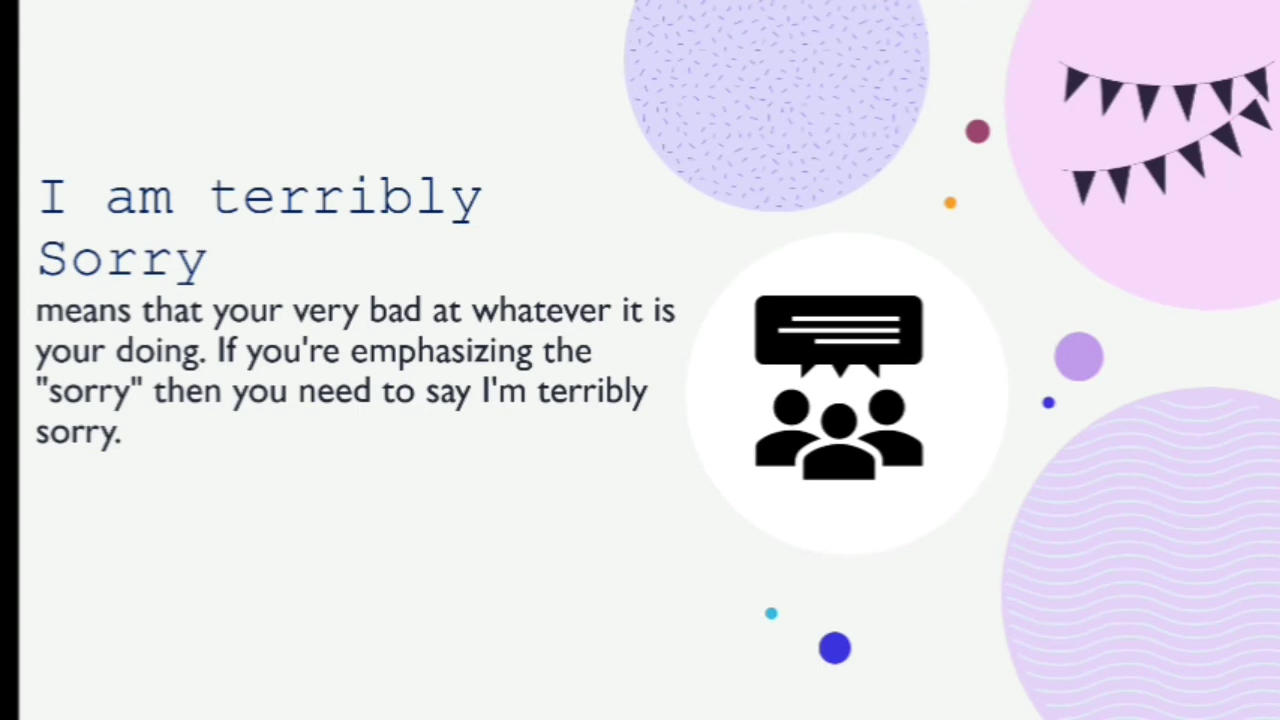 I am terribly
Sorry
means that your very bad at whatever it is
your doing. If you're emphasizing the
"sorry" then you need to say I'm terribly
sorry.